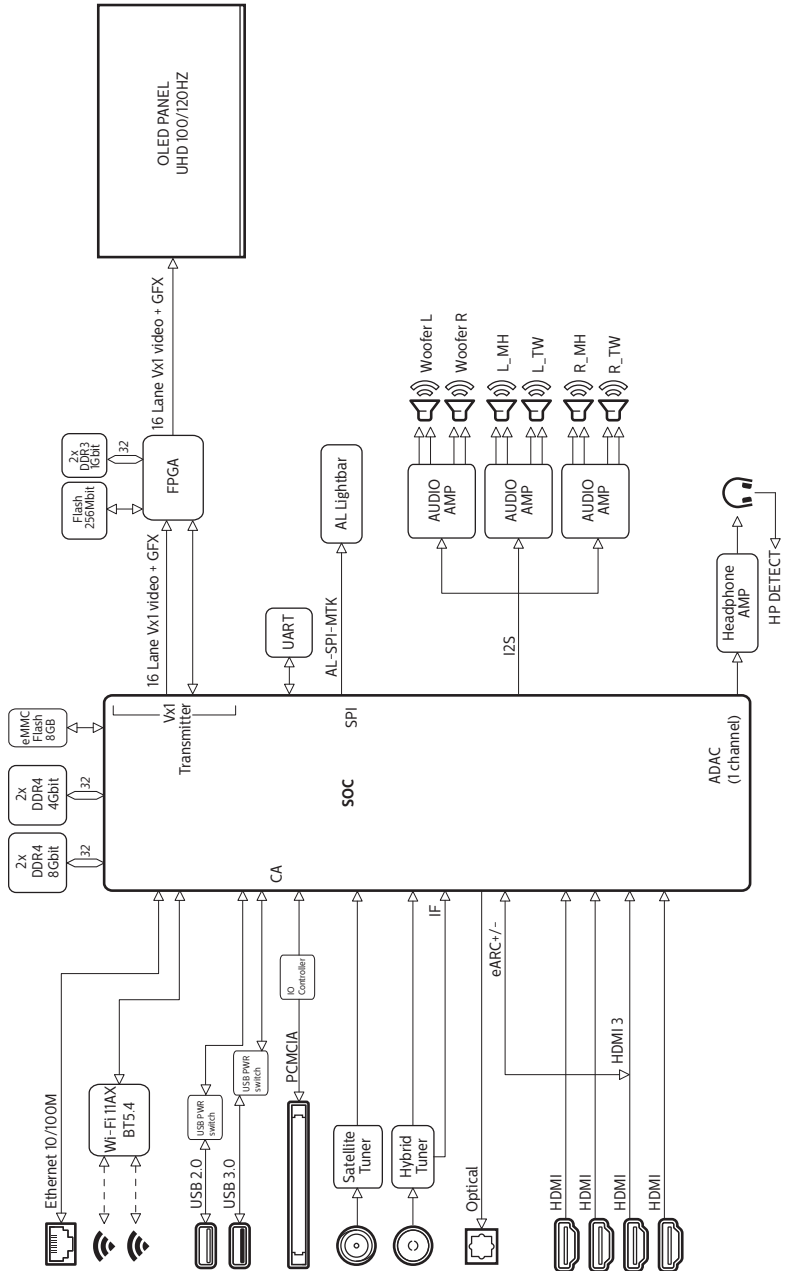 OLED PANEL
UHD 100/120HZ
16 Lane Vx1 video + GFX
2x
DDR3
1Gbit
32
Flash
256Mbit
FPGA
16 Lane Vx1 video + GFX
UART
AL Lightbar
AL-SPI-MTK
Woofer L
Woofer R
L_MH
L_TW
R_MH
R_TW
AUDIO
AMP
AUDIO
AMP
AUDIO
AMP
I2S
Headphone
AMP
HP DETECT
eMMC
Flash
8GB
2x
DDR4
4Gbit
32
2x
DDR4
8Gbit
32
Vx1
Transmitter
SPI
SOC
CA
ADAC
(1 channel)
IF
eARC+/-
IO
Controller
PCMCIA
HDMI 3
Ethernet 10/100M
Wi-Fi 11AX
BT5.4
USB PWR
switch
USB PWR
switch
USB 2.0
USB 3.0
Satellite
Tuner
Hybrid
Tuner
Optical
HDMI
HDMI
HDMI
HDMI